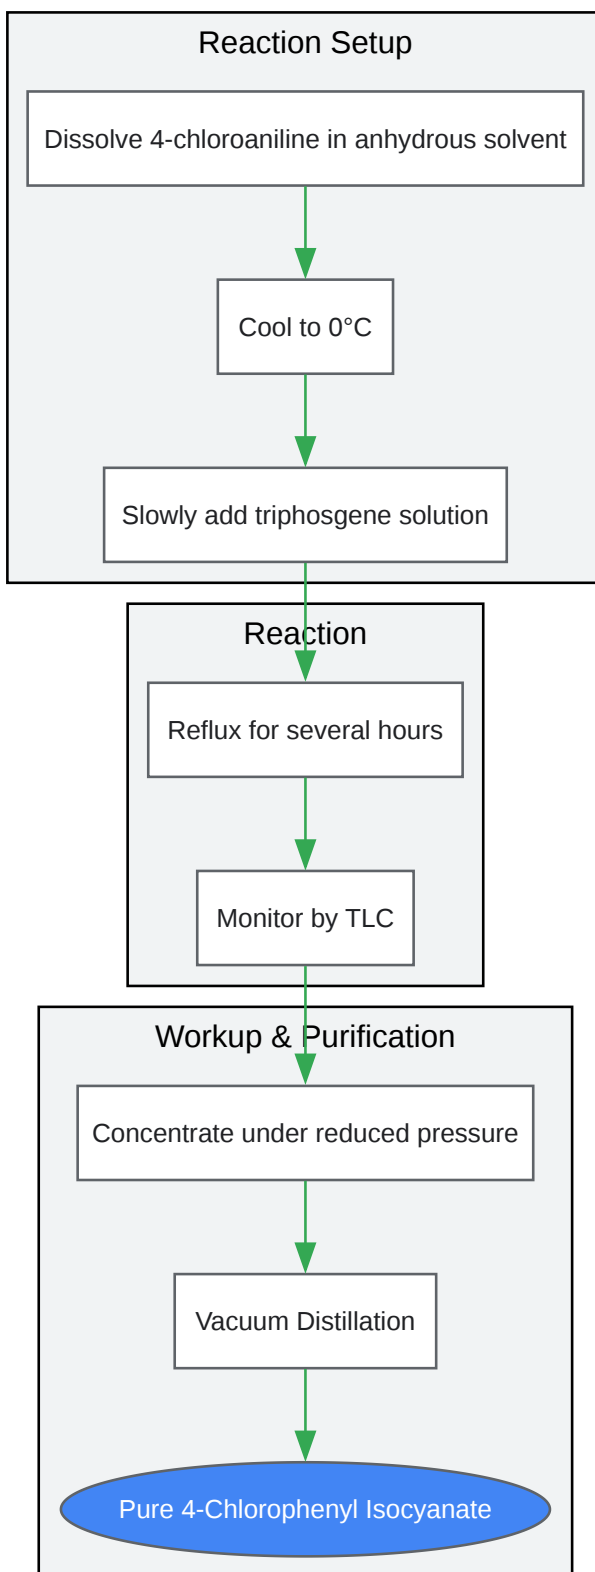 Reaction Setup
Dissolve 4-chloroaniline in anhydrous solvent
Cool to 0°C
Slowly add triphosgene solution
Reaction
Reflux for several hours
Monitor by TLC
Workup & Purification
Concentrate under reduced pressure
Vacuum Distillation
Pure 4-Chlorophenyl Isocyanate